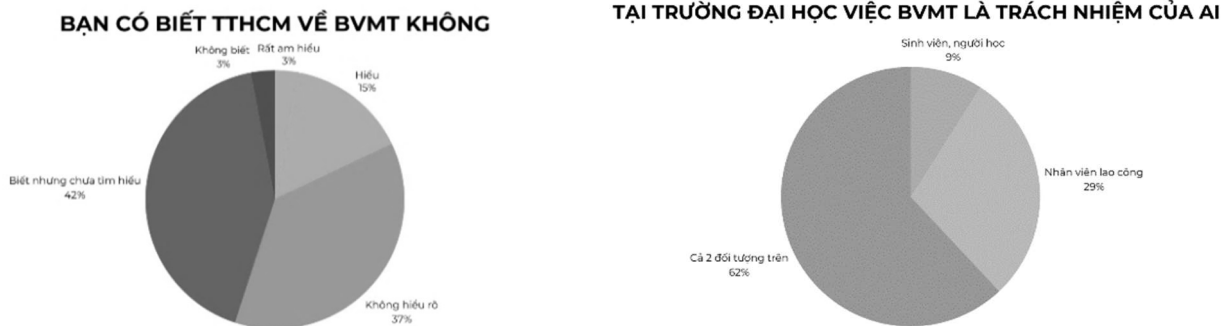 BẠN CÓ BIẾT TTHCM VỀ BVMT KHÔNG
Không biết
3%
Rất am hiểu
3%
Hiểu
15%
Biết nhưng chưa tìm hiểu
42%
Không hiểu rõ
37%
TẠI TRƯỜNG ĐẠI HỌC VIỆC BVMT LÀ TRÁCH NHIỆM CỦA AI
Sinh viên, người học
9%
Nhân viên lao công
29%
Cả 2 đối tượng trên
62%